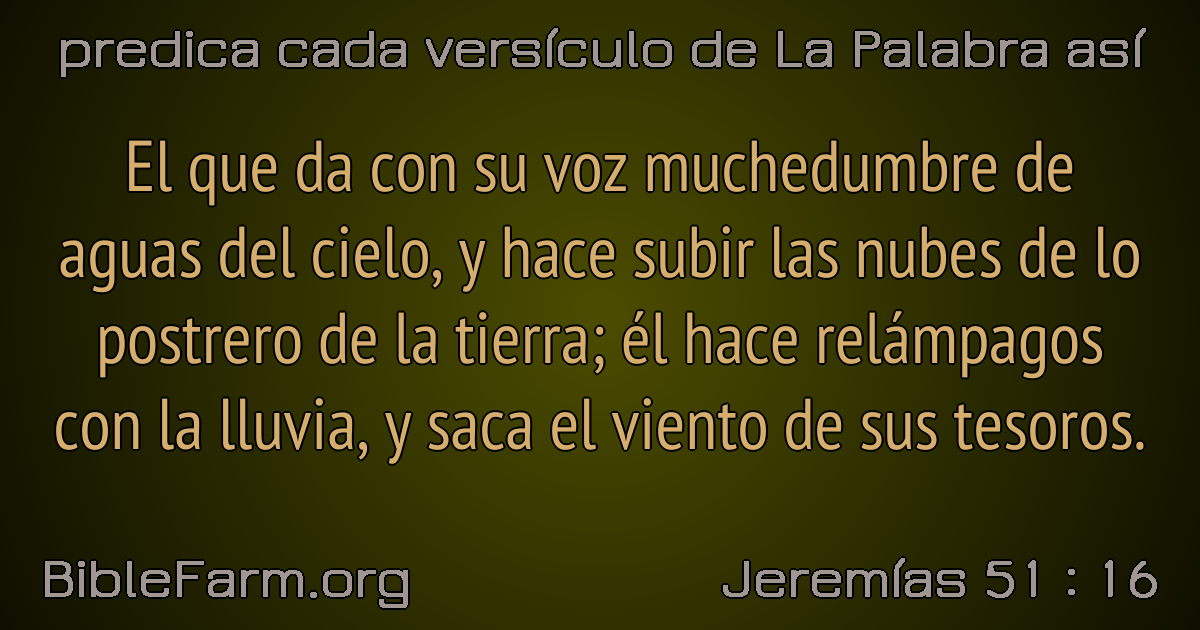 predica cada versículo de La Palabra así
El que da con su voz muchedumbre de
aguas del cielo, y hace subir las nubes de lo
postrero de la tierra; él hace relámpagos
con la lluvia, y saca el viento de sus tesoros.
BibleFarm.org
Jeremías 51 : 16